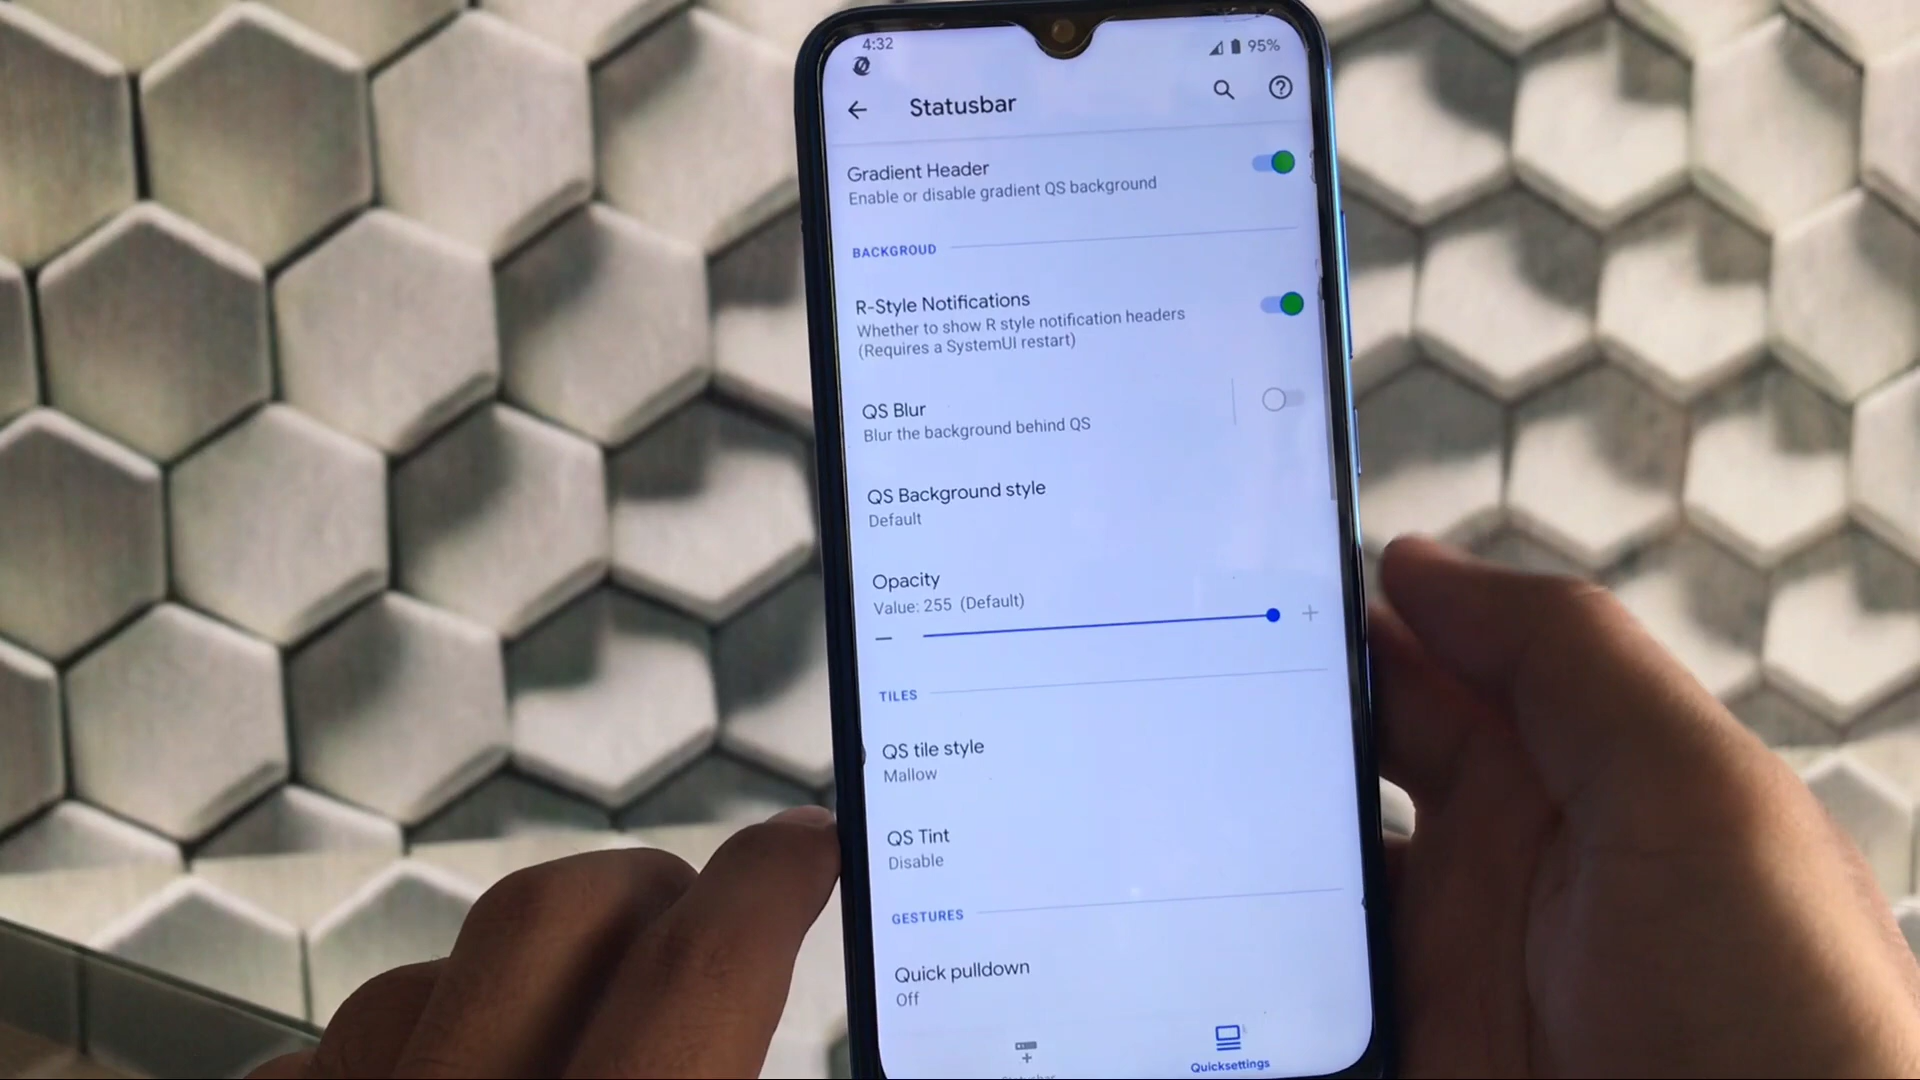 4:32
95%
Statusbar
Gradient Header
Enable or disable gradient QS background
BACKGROUD
R-Style Notifications
Whether to show R style notification headers
(Requires a SystemUI restart)
QS Blur
Blur the background behind QS
QS Background style
Default
Opacity
Value: 255 (Default)
TILES
QS tile style
Mallow
QS Tint
Disable
GESTURES
Quick pulldown
Off
Quicksettings